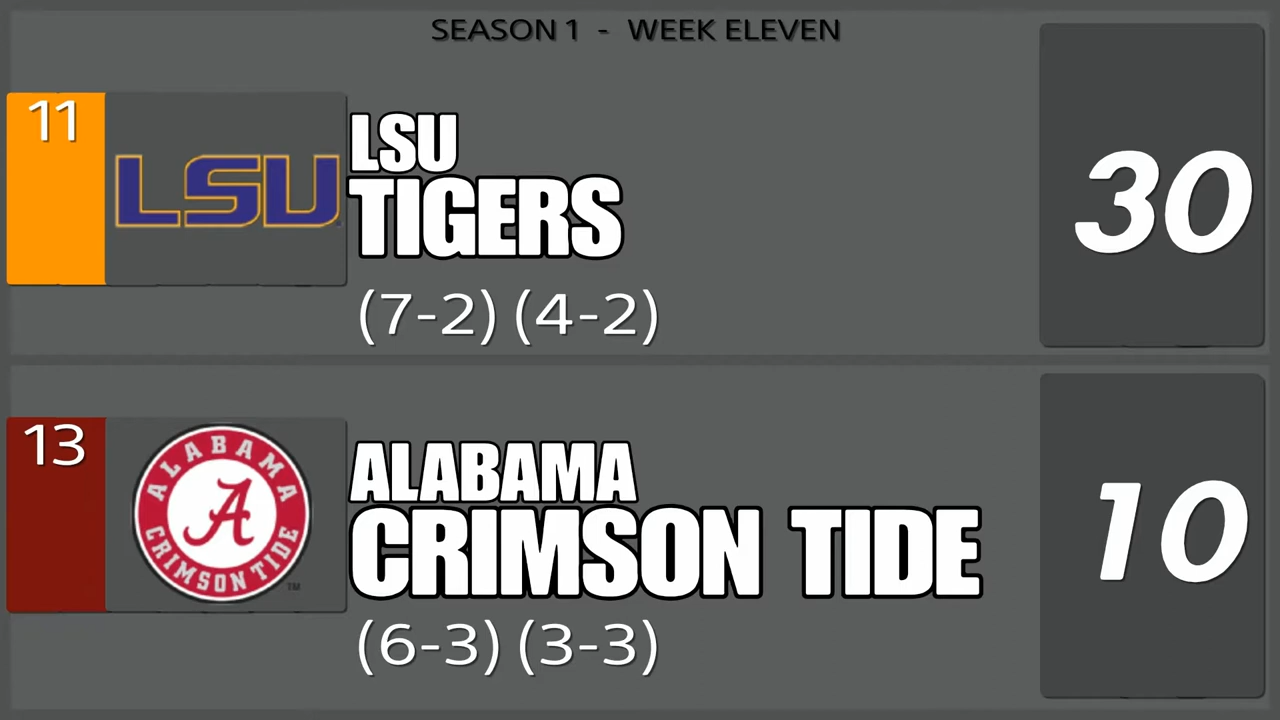 SEASON 1 - WEEK ELEVEN
11
LSU
LSU
TIGERS
30
(7-2) (4-2)
13
ALABAMA
CRIMSON TIDE
A
TM
ALABAMA
CRIMSON TIDE
10
(6-3) (3-3)